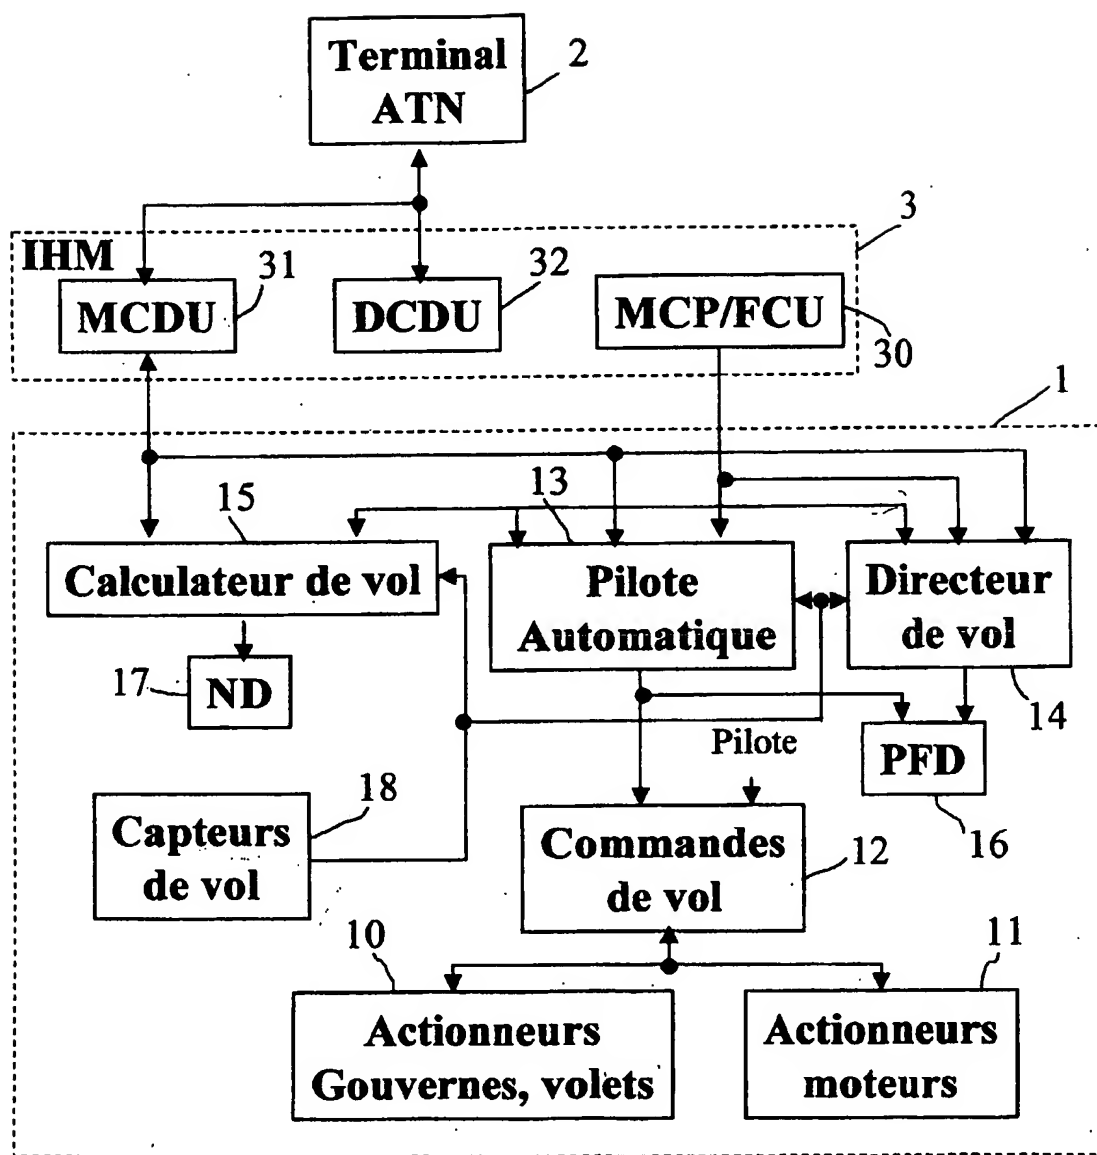 Terminal
ATN
2
3
IHM
31
32
MCDU
DCDU
MCP/FCU
30
1
15
13
Calculateur de vol
Pilote
Automatique
Directeur
de vol
17
ND
14
Pilote
PFD
18
Capteurs
de vol
Commandes
de vol
12
16
10
11
Actionneurs
Gouvernes, volets
Actionneurs
moteurs